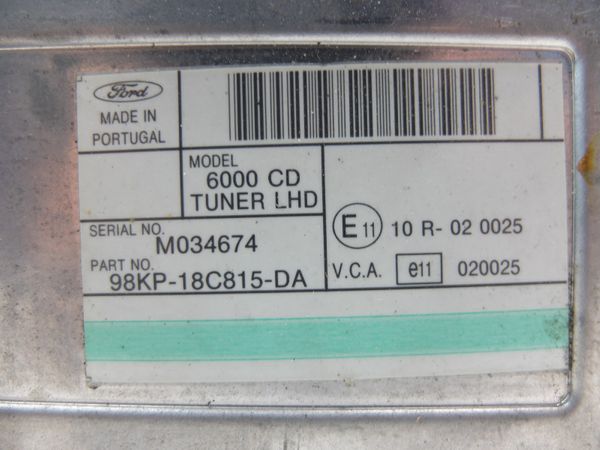 Ford
MADE IN
PORTUGAL
MODEL
6000 CD
TUNER LHD
SERIAL NO.
M034674
PART NO.
98KP-18C815-DA
E 11 10 R- 02 0025
V.C.A. e11 020025